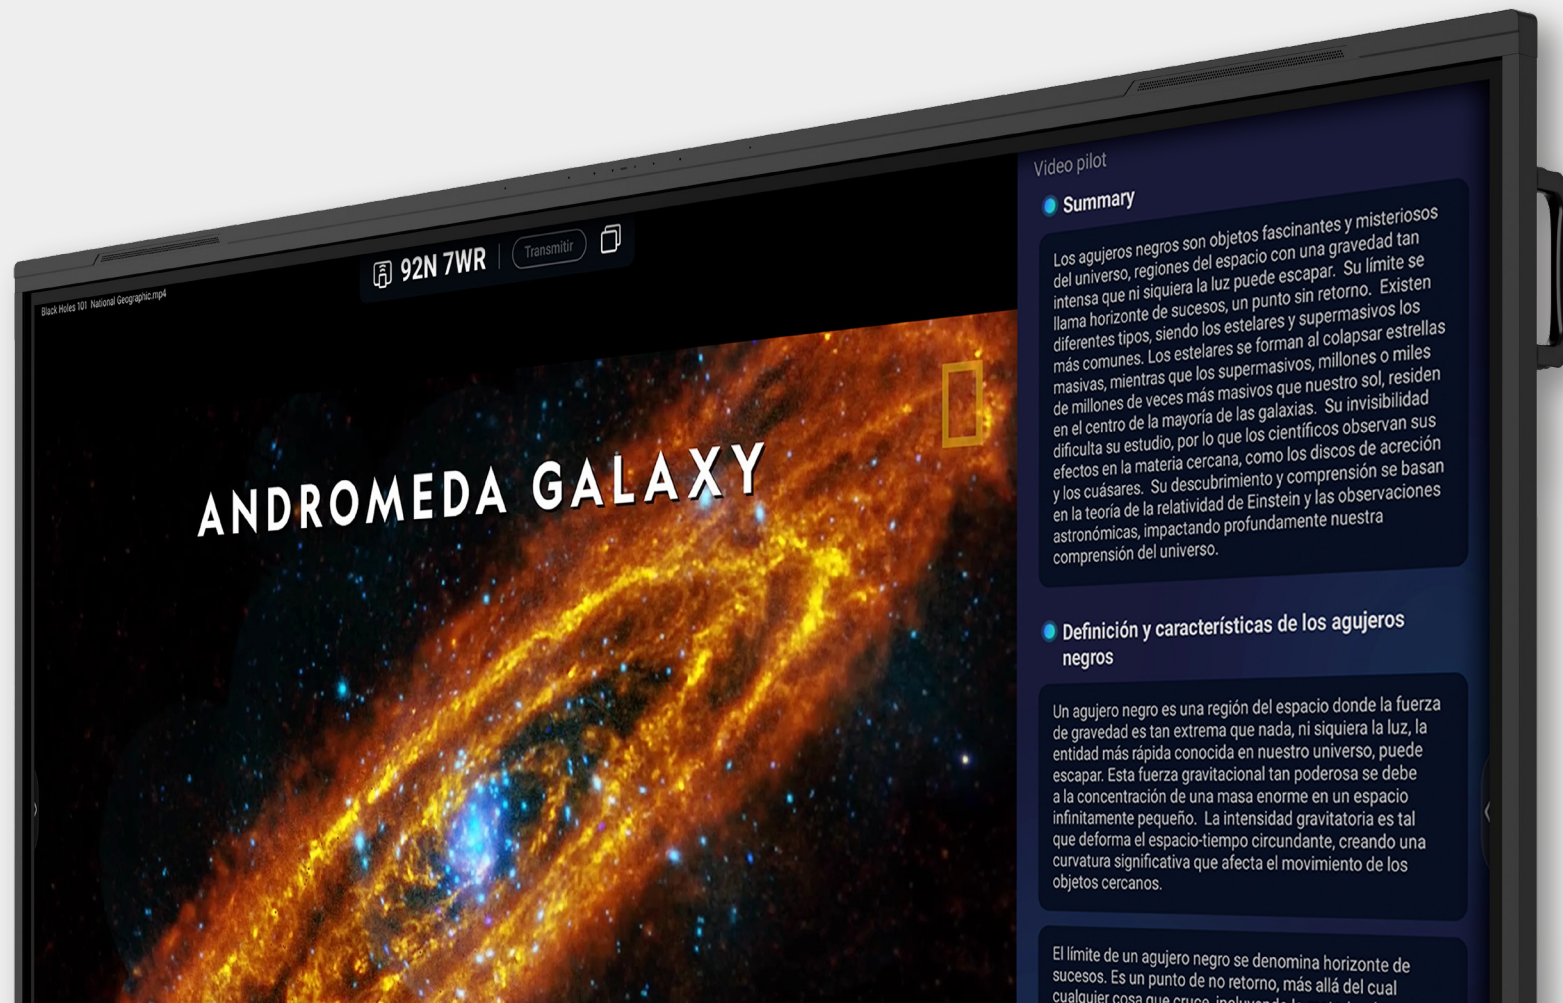 Black Holes 101 National Geographic.mp4
92N 7WR
Transmitir
ANDROMEDA GALAXY
Video pilot
Summary
Los agujeros negros son objetos fascinantes y misteriosos
del universo, regiones del espacio con una gravedad tan
intensa que ni siquiera la luz puede escapar. Su límite se
llama horizonte de sucesos, un punto sin retorno. Existen
diferentes tipos, siendo los estelares y supermasivos los
más comunes. Los estelares se forman al colapsar estrellas
masivas, mientras que los supermasivos, millones o miles
de millones de veces más masivos que nuestro sol, residen
en el centro de la mayoría de las galaxias. Su invisibilidad
dificulta su estudio, por lo que los científicos observan sus
efectos en la materia cercana, como los discos de acreción
y los cuásares. Su descubrimiento y comprensión se basan
en la teoría de la relatividad de Einstein y las observaciones
astronómicas, impactando profundamente nuestra
comprensión del universo.
Definición y características de los agujeros
negros
Un agujero negro es una región del espacio donde la fuerza
de gravedad es tan extrema que nada, ni siquiera la luz, la
entidad más rápida conocida en nuestro universo, puede
escapar. Esta fuerza gravitacional tan poderosa se debe
a la concentración de una masa enorme en un espacio
infinitamente pequeño. La intensidad gravitatoria es tal
que deforma el espacio-tiempo circundante, creando una
curvatura significativa que afecta el movimiento de los
objetos cercanos.
El límite de un agujero negro se denomina horizonte de
sucesos. Es un punto de no retorno, más allá del cual
cualquier cosa que cruce, incluyendo